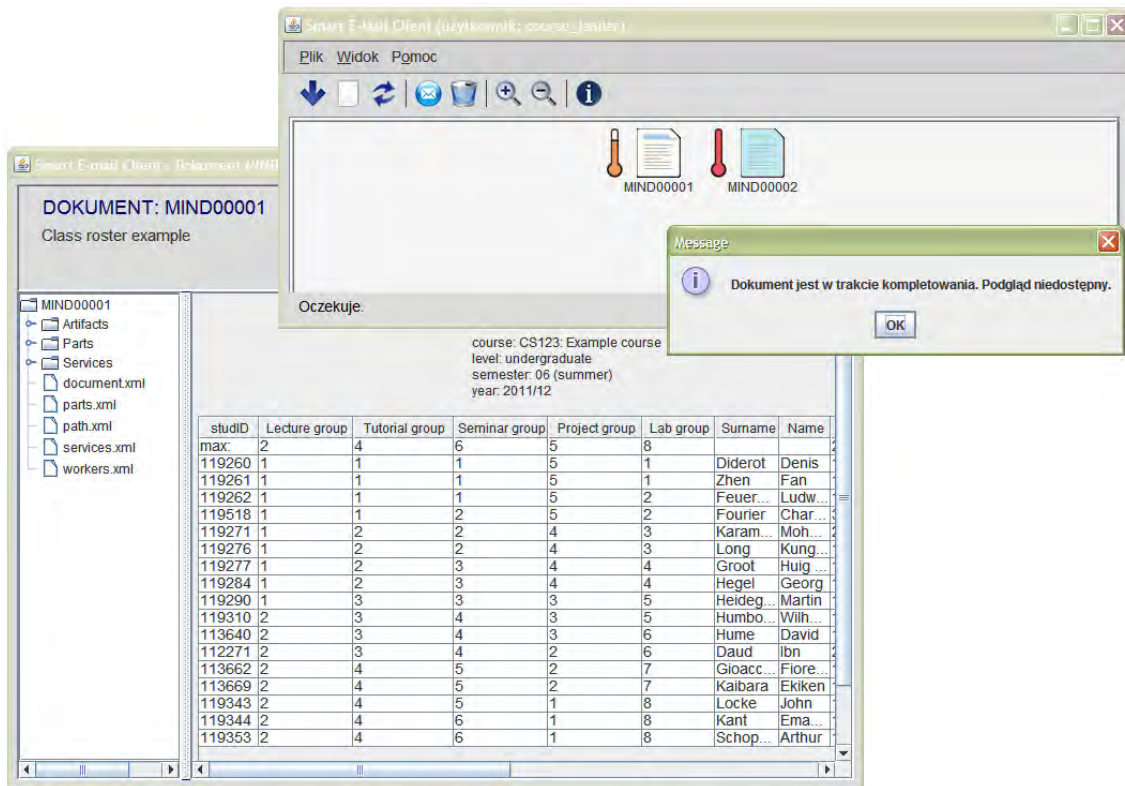 Smart E-Mail Client (użytkownik: course_leader)
Plik Widok Pomoc
MIND00001 MIND00002
Message
Dokument jest w trakcie kompletowania. Podgląd niedostępny.
OK
Oczekuje.
Smart E-mail Client - Dokument MIND
DOKUMENT: MIND00001
Class roster example
MIND00001
Artifacts
Parts
Services
document.xml
parts.xml
path.xml
services.xml
workers.xml
course: CS123: Example course
level: undergraduate
semester: 06 (summer)
year: 2011/12
studID Lecture group Tutorial group Seminar group Project group Lab group Surname Name
max: 2 4 6 5 8
119260 1 1 1 5 1 Diderot Denis
119261 1 1 1 5 1 Zhen Fan
119262 1 1 1 5 2 Feuer... Ludw...
119518 1 1 2 5 2 Fourier Char...
119271 1 2 2 4 3 Karam... Moh...
119276 1 2 2 4 3 Long Kung...
119277 1 2 3 4 4 Groot Huig ...
119284 1 2 3 4 4 Hegel Georg
119290 1 3 3 3 5 Heideg... Martin
119310 2 3 4 3 5 Humbo... Wilh...
113640 2 3 4 3 6 Hume David
112271 2 3 4 2 6 Daud Ibn
113662 2 4 5 2 7 Gioacc... Fiore...
113669 2 4 5 2 7 Kaibara Ekiken
119343 2 4 5 1 8 Locke John
119344 2 4 6 1 8 Kant Ema...
119353 2 4 6 1 8 Schop... Arthur